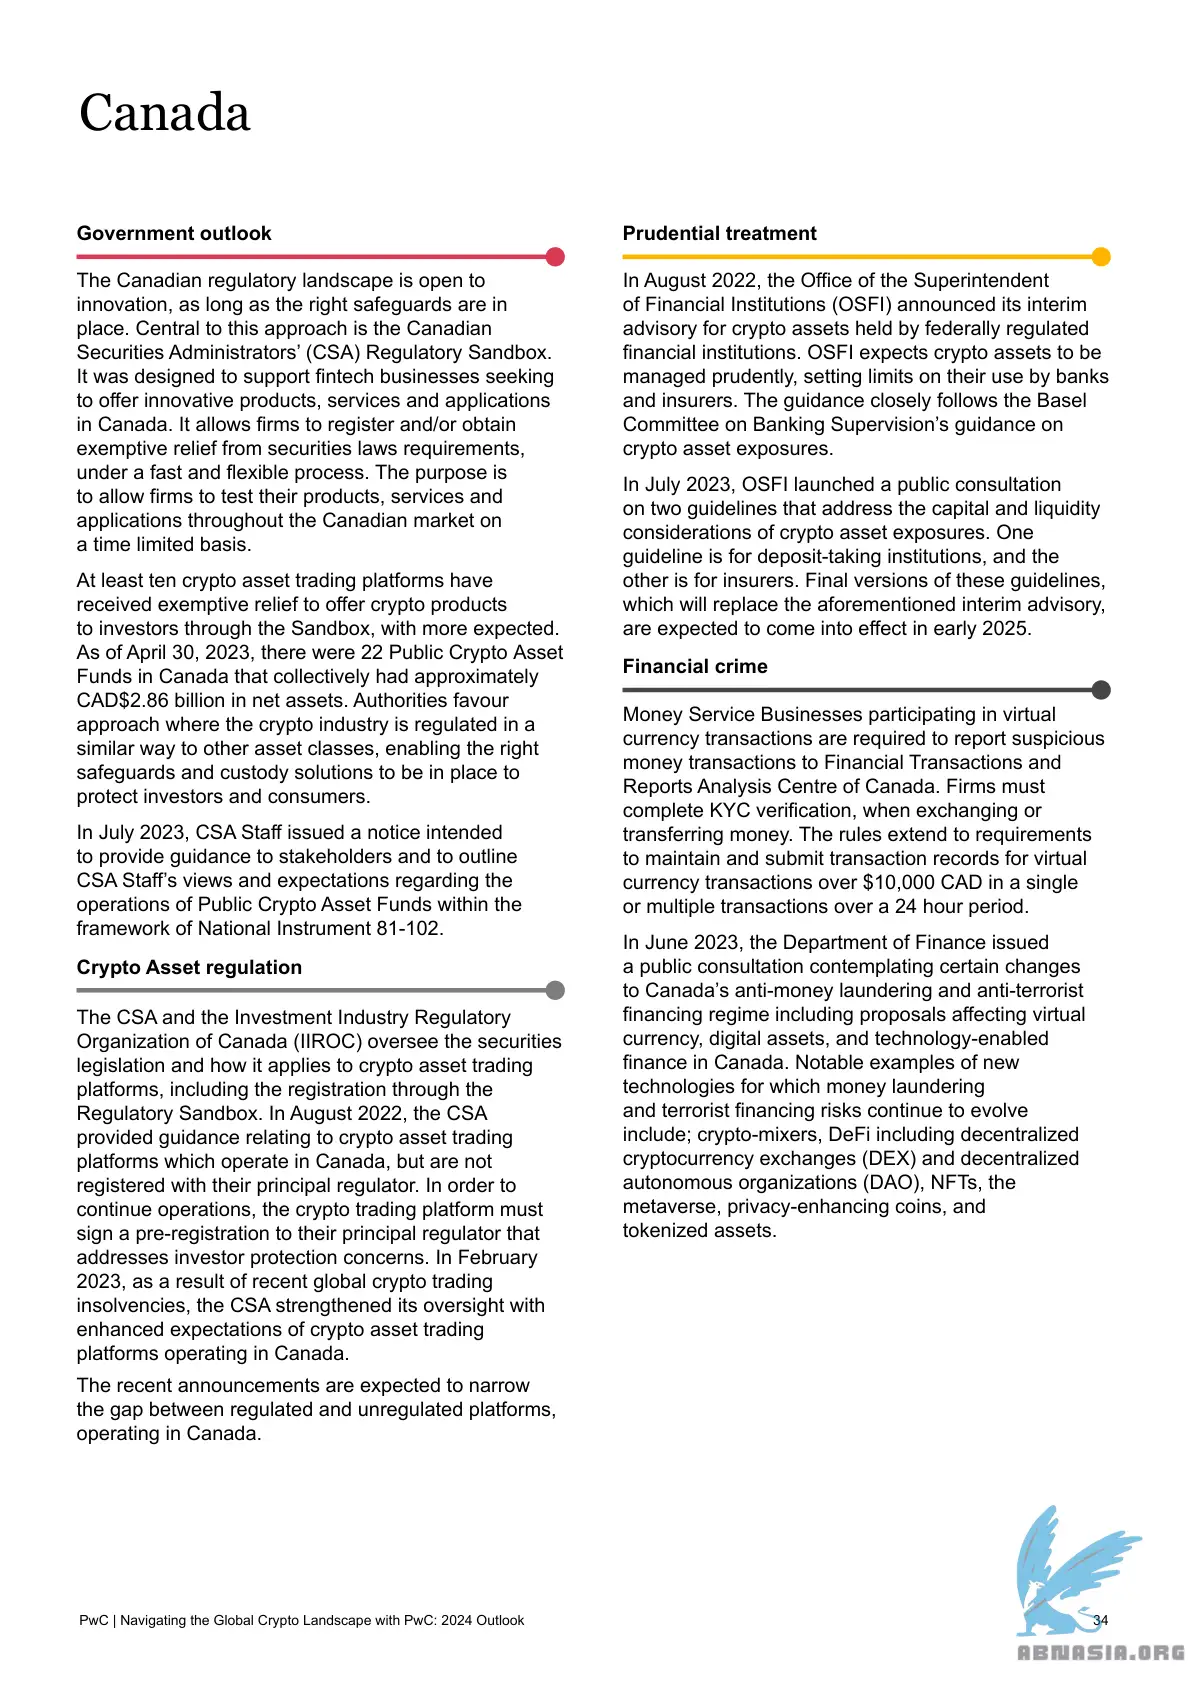 Canada
Government outlook
The Canadian regulatory landscape is open to
innovation, as long as the right safeguards are in
place. Central to this approach is the Canadian
Securities Administrators’ (CSA) Regulatory Sandbox.
It was designed to support fintech businesses seeking
to offer innovative products, services and applications
in Canada. It allows firms to register and/or obtain
exemptive relief from securities laws requirements,
under a fast and flexible process. The purpose is
to allow firms to test their products, services and
applications throughout the Canadian market on
a time limited basis.
At least ten crypto asset trading platforms have
received exemptive relief to offer crypto products
to investors through the Sandbox, with more expected.
As of April 30, 2023, there were 22 Public Crypto Asset
Funds in Canada that collectively had approximately
CAD$2.86 billion in net assets. Authorities favour
approach where the crypto industry is regulated in a
similar way to other asset classes, enabling the right
safeguards and custody solutions to be in place to
protect investors and consumers.
In July 2023, CSA Staff issued a notice intended
to provide guidance to stakeholders and to outline
CSA Staff’s views and expectations regarding the
operations of Public Crypto Asset Funds within the
framework of National Instrument 81-102.
Crypto Asset regulation
The CSA and the Investment Industry Regulatory
Organization of Canada (IIROC) oversee the securities
legislation and how it applies to crypto asset trading
platforms, including the registration through the
Regulatory Sandbox. In August 2022, the CSA
provided guidance relating to crypto asset trading
platforms which operate in Canada, but are not
registered with their principal regulator. In order to
continue operations, the crypto trading platform must
sign a pre-registration to their principal regulator that
addresses investor protection concerns. In February
2023, as a result of recent global crypto trading
insolvencies, the CSA strengthened its oversight with
enhanced expectations of crypto asset trading
platforms operating in Canada.
The recent announcements are expected to narrow
the gap between regulated and unregulated platforms,
operating in Canada.
Prudential treatment
In August 2022, the Office of the Superintendent
of Financial Institutions (OSFI) announced its interim
advisory for crypto assets held by federally regulated
financial institutions. OSFI expects crypto assets to be
managed prudently, setting limits on their use by banks
and insurers. The guidance closely follows the Basel
Committee on Banking Supervision’s guidance on
crypto asset exposures.
In July 2023, OSFI launched a public consultation
on two guidelines that address the capital and liquidity
considerations of crypto asset exposures. One
guideline is for deposit-taking institutions, and the
other is for insurers. Final versions of these guidelines,
which will replace the aforementioned interim advisory,
are expected to come into effect in early 2025.
Financial crime
Money Service Businesses participating in virtual
currency transactions are required to report suspicious
money transactions to Financial Transactions and
Reports Analysis Centre of Canada. Firms must
complete KYC verification, when exchanging or
transferring money. The rules extend to requirements
to maintain and submit transaction records for virtual
currency transactions over $10,000 CAD in a single
or multiple transactions over a 24 hour period.
In June 2023, the Department of Finance issued
a public consultation contemplating certain changes
to Canada’s anti-money laundering and anti-terrorist
financing regime including proposals affecting virtual
currency, digital assets, and technology-enabled
finance in Canada. Notable examples of new
technologies for which money laundering
and terrorist financing risks continue to evolve
include; crypto-mixers, DeFi including decentralized
cryptocurrency exchanges (DEX) and decentralized
autonomous organizations (DAO), NFTs, the
metaverse, privacy-enhancing coins, and
tokenized assets.
PwC | Navigating the Global Crypto Landscape with PwC: 2024 Outlook
34
ABNASIA.ORG